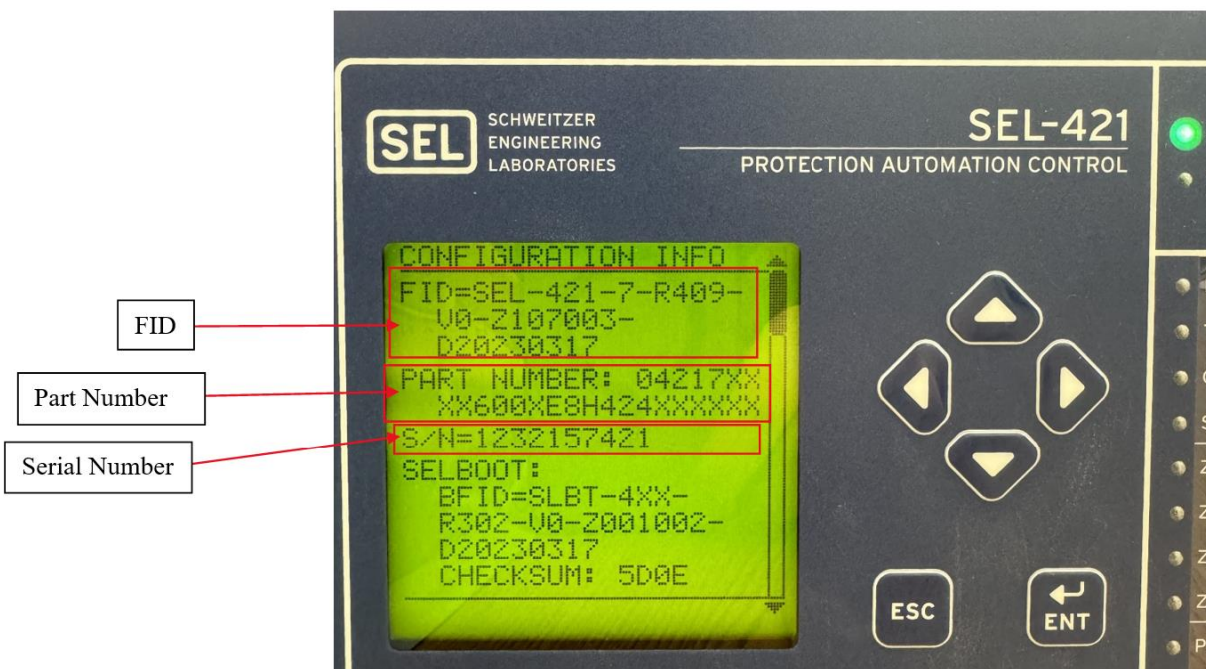 SEL
SCHWEITZER
ENGINEERING
LABORATORIES
SEL-421
PROTECTION AUTOMATION CONTROL
CONFIGURATION INFO
FID=SEL-421-7-R409-
V0-Z107003-
D20230317
PART NUMBER: 04217XX
XX600XE8H424XXXXXX
S/N=1232157421
SELBOOT:
BFID=SLBT-4XX-
R302-V0-Z001002-
D20230317
CHECKSUM: 5D0E
FID
Part Number
Serial Number
ESC
ENT
Z
Z
Z
Z
P